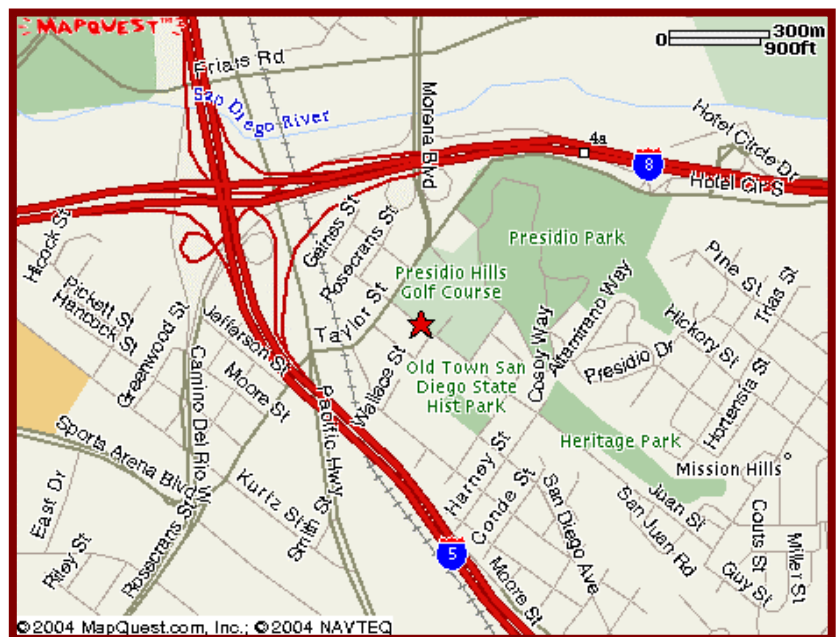 MAPQUEST™
300m
0
900ft
Friars Rd
San Diego River
Morena Blvd
4a
8
Hotel Circle Dr
Hotel Cir S
Hicock St
Pickett St
Hancock St
Greenwood St
Gaines St
Rosecrans St
Presidio Park
Presidio Hills
Golf Course
Pine St
Trias St
Taylor St
Jefferson St
Cosby Way
Altamirano Way
Hickory St
Presidio Dr
Camino Del Rio W
Moore St
Wallace St
Old Town San
Diego State
Hist Park
Hortensia St
Pacific Hwy
Sports Arena Blvd
Heritage Park
Harney St
Mission Hills
East Dr
Kurtz St
Smith St
Conde St
San Diego Ave
Juan St
San Juan Rd
Couts St
Miller St
Riley St
Rosecrans St
5
Moore St
Guy St
©2004 MapQuest.com, Inc.; ©2004 NAVTEQ